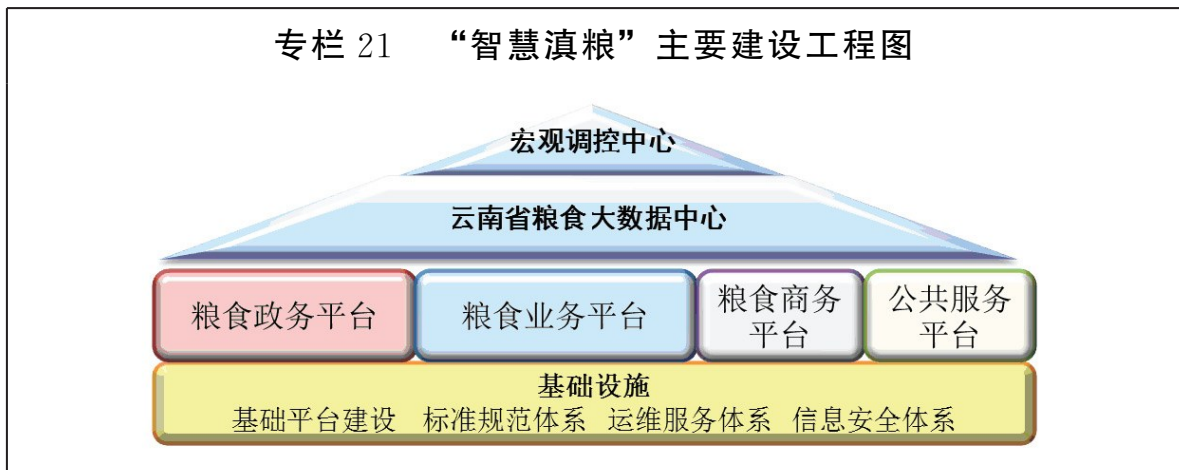 专栏 21 “智慧滇粮”主要建设工程图
宏观调控中心
云南省粮食大数据中心
粮食政务平台
粮食业务平台
粮食商务
平台
公共服务
平台
基础设施
基础平台建设 标准规范体系 运维服务体系 信息安全体系